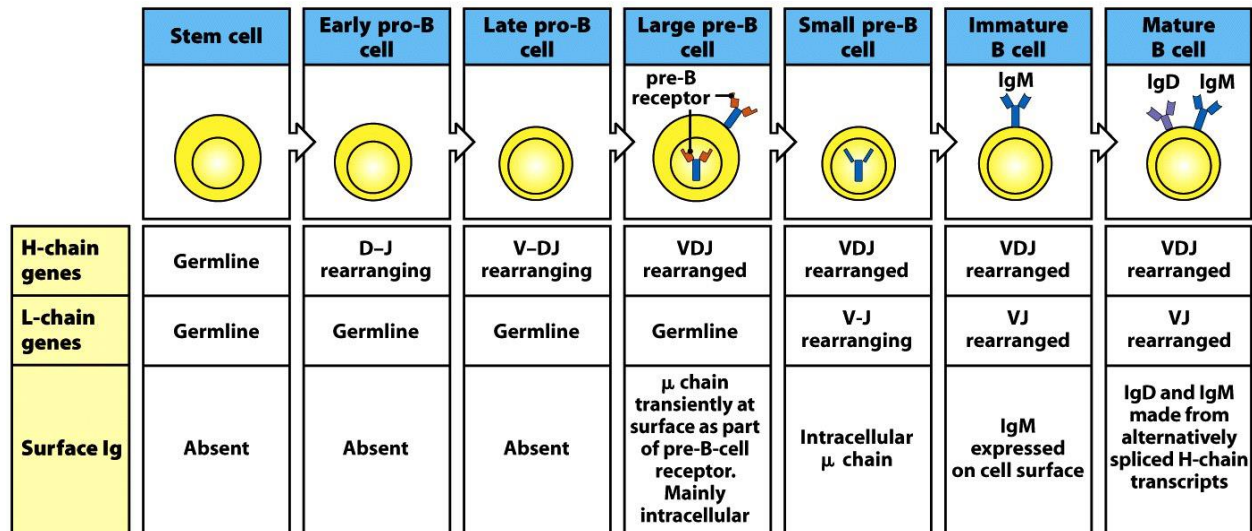 Stem cell
Early pro-B
cell
Late pro-B
cell
Large pre-B
cell
Small pre-B
cell
Immature
B cell
Mature
B cell
pre-B
receptor
IgM
IgD
IgM
H-chain
genes
Germline
D–J
rearranging
V–DJ
rearranging
VDJ
rearranged
VDJ
rearranged
VDJ
rearranged
VDJ
rearranged
L-chain
genes
Germline
Germline
Germline
Germline
V-J
rearranging
VJ
rearranged
VJ
rearranged
Surface Ig
Absent
Absent
Absent
μ chain
transiently at
surface as part
of pre-B-cell
receptor.
Mainly
intracellular
Intracellular
μ chain
IgM
expressed
on cell surface
IgD and IgM
made from
alternatively
spliced H-chain
transcripts